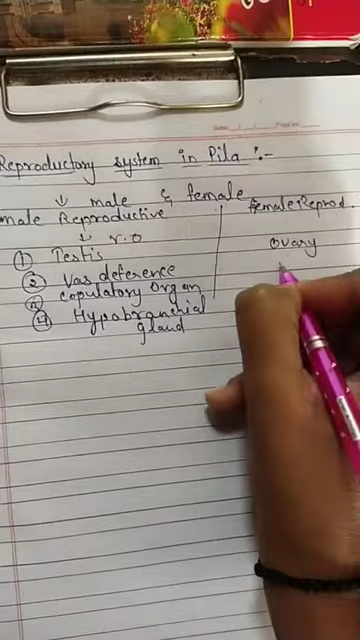 Reproductory system in Pila :-
↓ male & female
male Reproductive
↓ r.o
① Testis
② Vas deference
③ copulatory Organ
④ Hypobranchial
gland
female Reprod.
Ovary